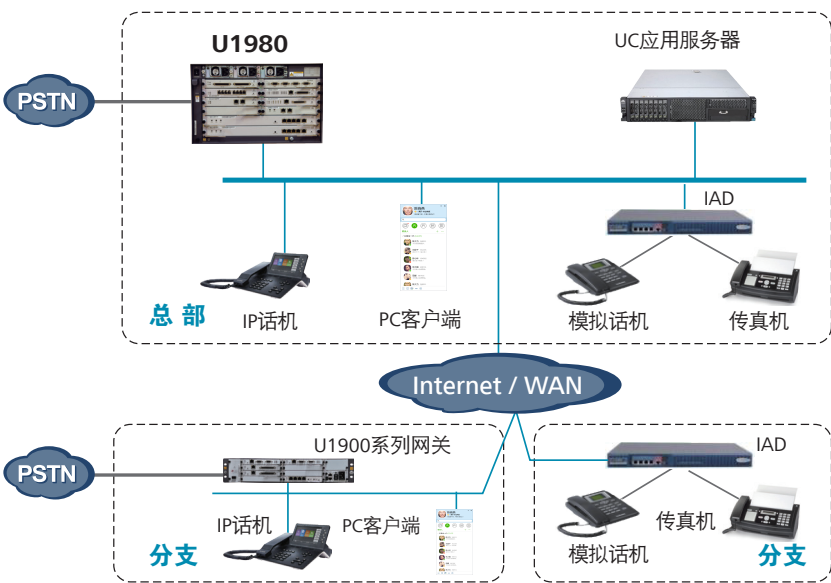 U1980
UC应用服务器
PSTN
IAD
总部
IP话机
PC客户端
模拟话机
传真机
Internet / WAN
U1900系列网关
IAD
PSTN
IP话机
PC客户端
传真机
分支
模拟话机
分支